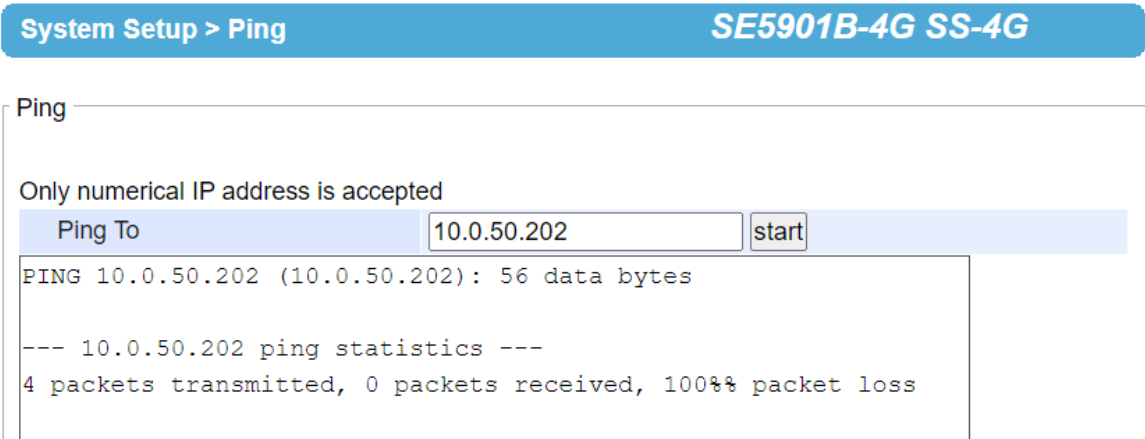 System Setup > Ping
SE5901B-4G SS-4G
Ping
Only numerical IP address is accepted
Ping To 10.0.50.202 start
PING 10.0.50.202 (10.0.50.202): 56 data bytes
--- 10.0.50.202 ping statistics ---
4 packets transmitted, 0 packets received, 100%% packet loss